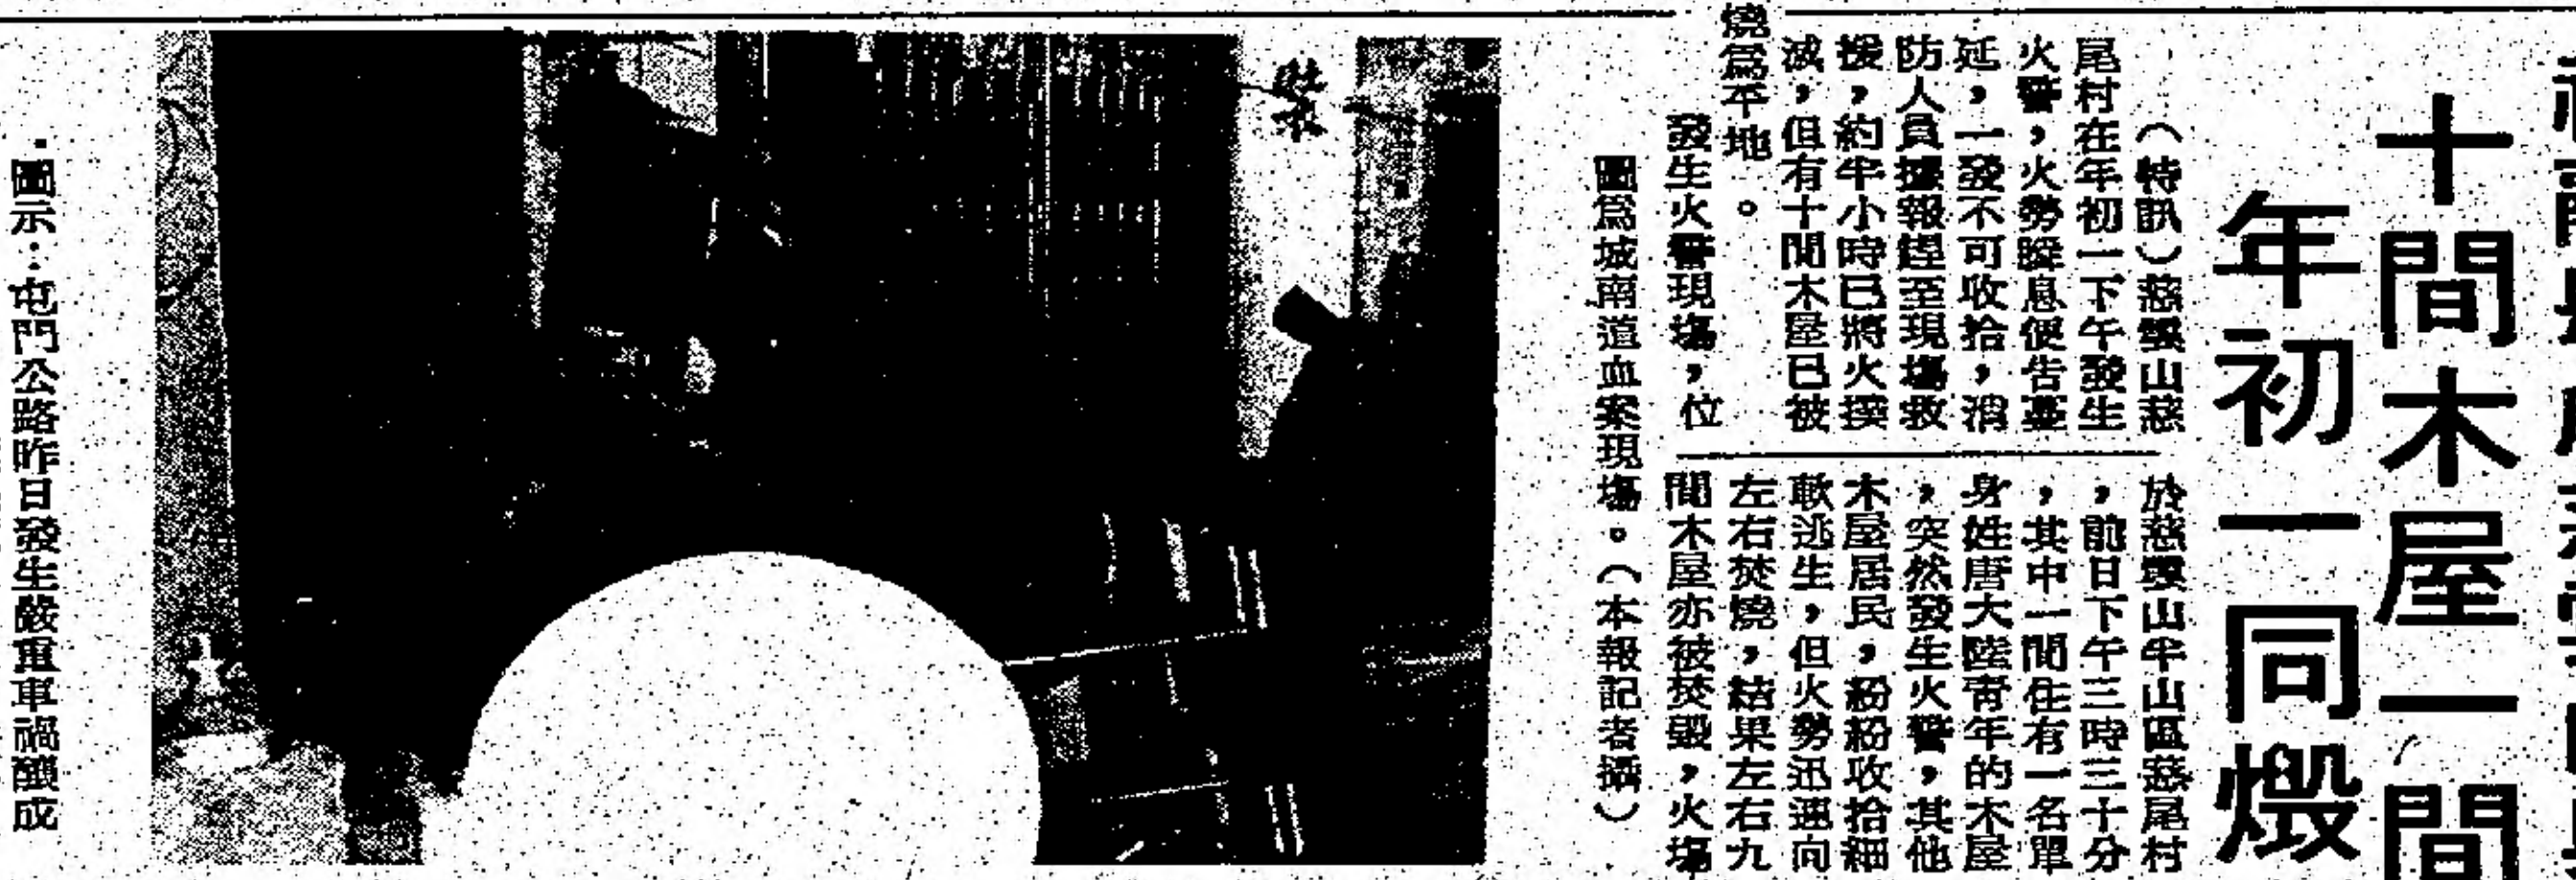 十間木屋一間
年初一同燬
（特訊）慈雲山慈
尾村在年初一下午發生
火警，火勢瞬息便告蔓
延，一發不可收拾，消
防人員據報趕至現場救
援，約半小時已將火撲
滅，但有十間木屋已被
燒爲平地。
發生火警現場，位
於慈雲山半山區慈尾村
，前日下午三時三十分
，其中一間住有一名單
身姓唐大陸青年的木屋
，突然發生火警，其他
木屋居民，紛紛收拾細
軟逃生，但火勢迅速向
左右焚燒，結果左右九
間木屋亦被焚毀，火場
圖爲城南道血案現場。（本報記者攝）
・圖示：屯門公路昨日發生嚴重車禍釀成